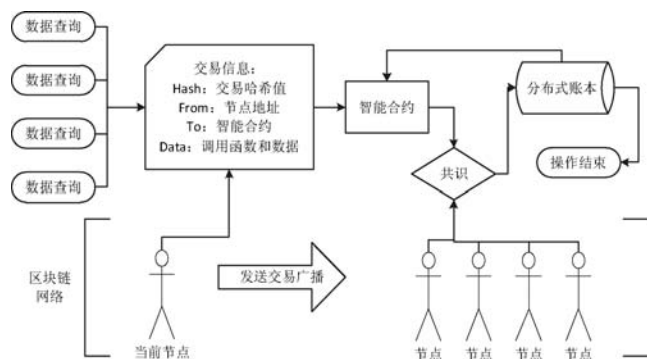 数据查询
数据查询
数据查询
数据查询
交易信息：
Hash：交易哈希值
From：节点地址
To：智能合约
Data：调用函数和数据
智能合约
分布式账本
共识
操作结束
区块链
网络
发送交易广播
当前节点
节点
节点
节点
节点